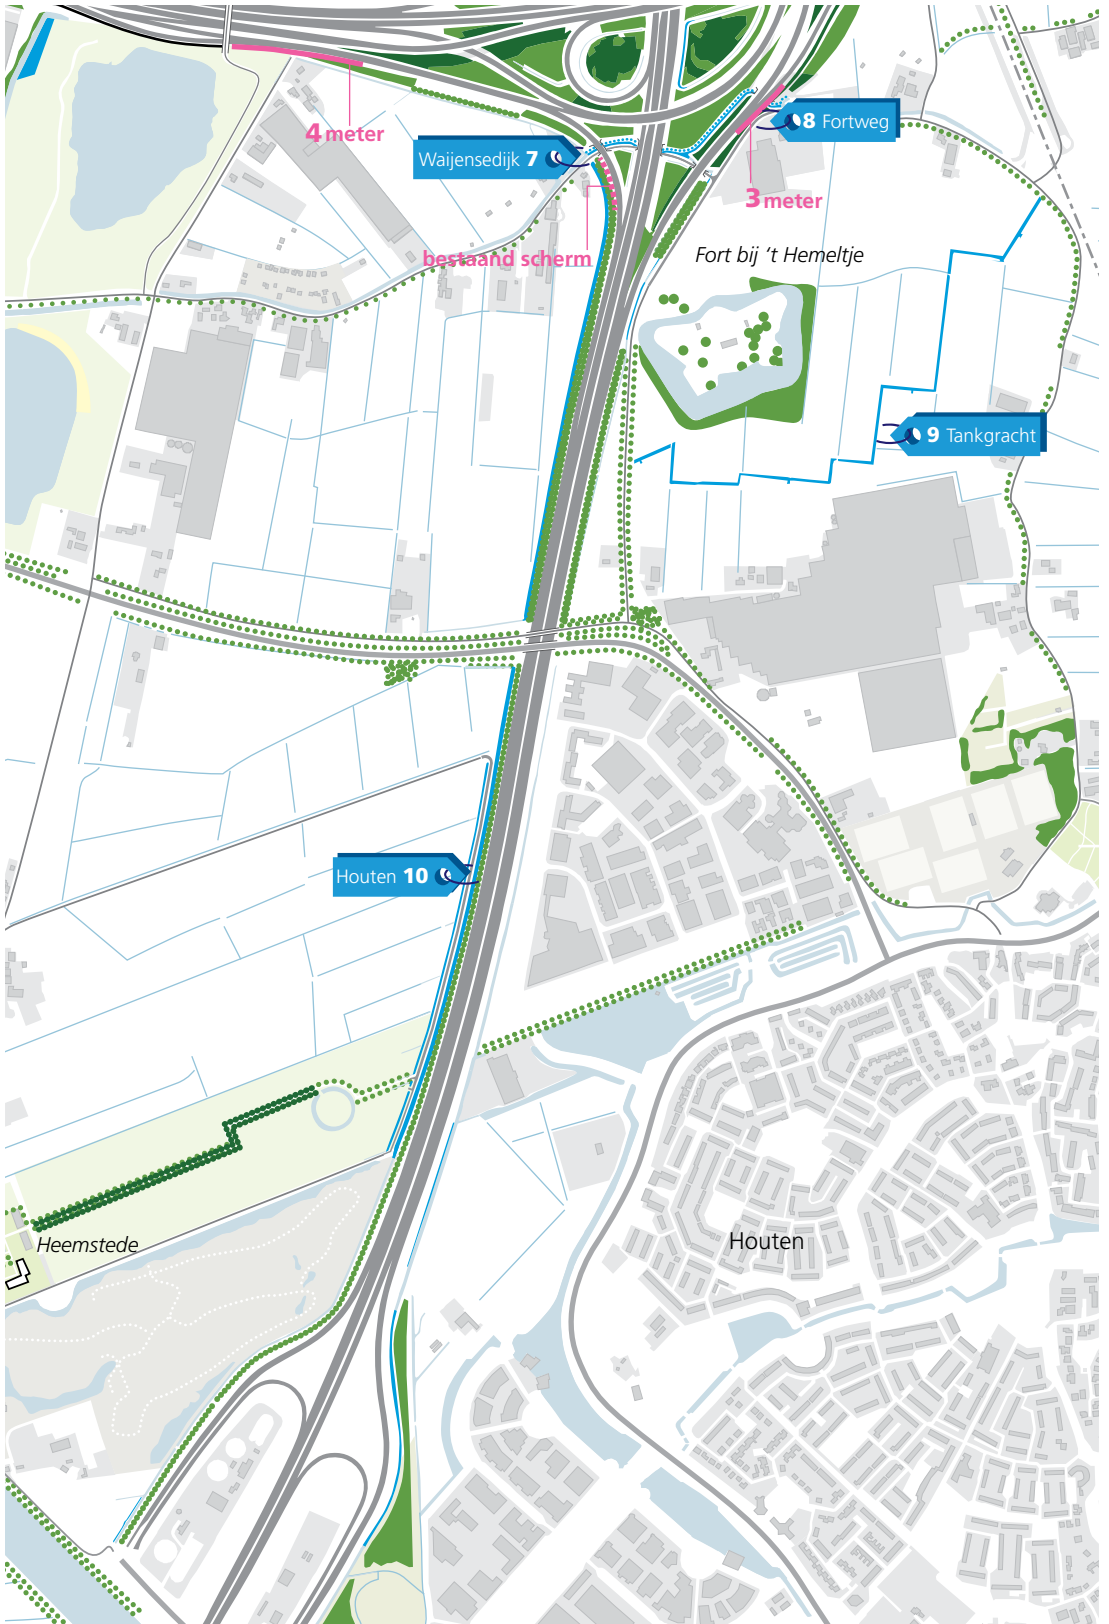 4 meter
Waijensedijk 7
8 Fortweg
3 meter
bestaand scherm
Fort bij ‘t Hemeltje
9 Tankgracht
Houten 10
Heemstede
Houten